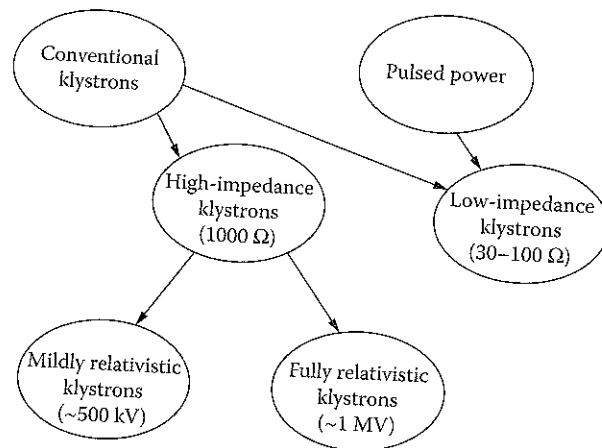 Conventional
klystrons
Pulsed power
High-impedance
klystrons
(1000 Ω)
Low-impedance
klystrons
(30–100 Ω)
Mildly relativistic
klystrons
(~500 kV)
Fully relativistic
klystrons
(~1 MV)